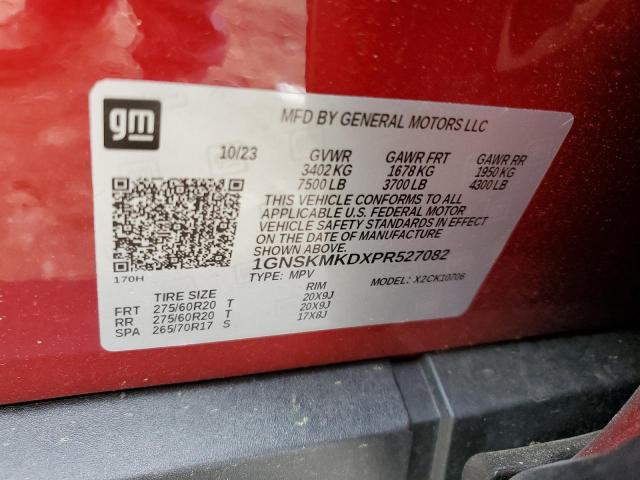 gm
MFD BY GENERAL MOTORS LLC
10/23 GVWR GAWR FRT GAWR RR
3402 KG 1678 KG 1950 KG
7500 LB 3700 LB 4300 LB
THIS VEHICLE CONFORMS TO ALL
APPLICABLE U.S. FEDERAL MOTOR
VEHICLE SAFETY STANDARDS IN EFFECT
ON THE DATE OF MANUFACTURE
SHOWN ABOVE.
1GNSKMKDXPR527082
170H
TYPE: MPV MODEL: X2CK10706
TIRE SIZE RIM
FRT 275/60R20 T 20X9J
RR 275/60R20 T 20X9J
SPA 265/70R17 S 17X8J